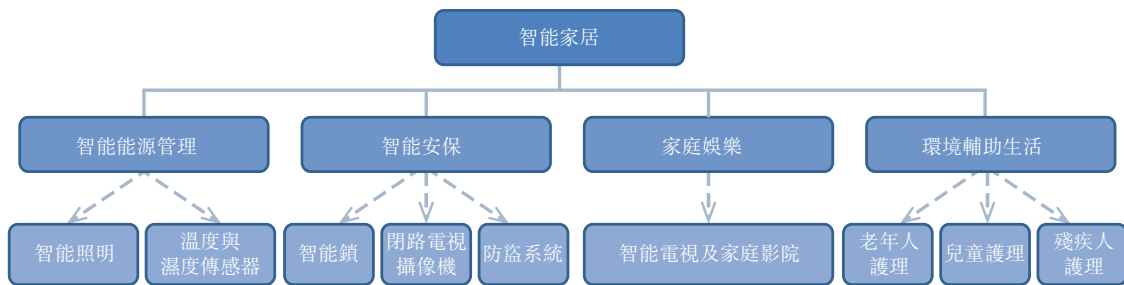 智能家居
智能能源管理
智能安保
家庭娛樂
環境輔助生活
智能照明
溫度與
濕度傳感器
智能鎖
閉路電視
攝像機
防盜系統
智能電視及家庭影院
老年人
護理
兒童護理
殘疾人
護理